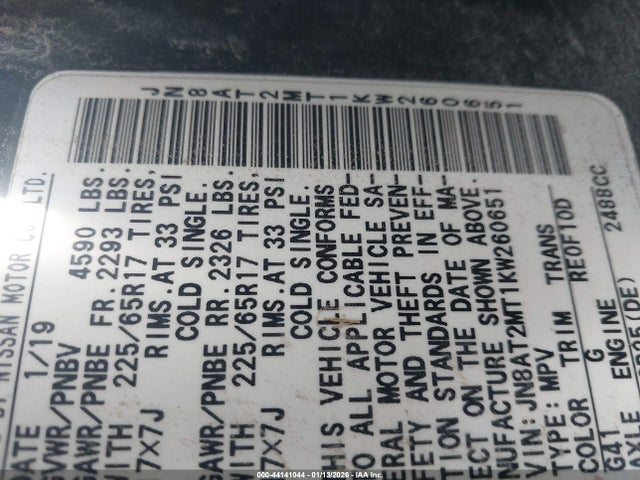 JN8AT2MT1KW260651
BY NISSAN MOTOR CO., LTD.
DATE 1/19
GVWR/PNBV 4590 LBS.
GAWR/PNBE FR. 2293 LBS.
WITH 225/65R17 TIRES,
17X7J RIMS.AT 33 PSI
COLD SINGLE.
GAWR/PNBE RR. 2326 LBS.
WITH 225/65R17 TIRES,
17X7J RIMS.AT 33 PSI
COLD SINGLE.
THIS VEHICLE CONFORMS
TO ALL APPLICABLE FED-
ERAL MOTOR VEHICLE SA-
FETY AND THEFT PREVEN-
TION STANDARDS IN EFF-
ECT ON THE DATE OF MA-
NUFACTURE SHOWN ABOVE.
VIN: JN8AT2MT1KW260651
TYPE: MPV
COLOR TRIM TRANS
G41 G RE0F10D
ENGINE
2488CC
AXLE
(OE)
000-44141044 - 01/13/2026 - IAA Holdings, LLC